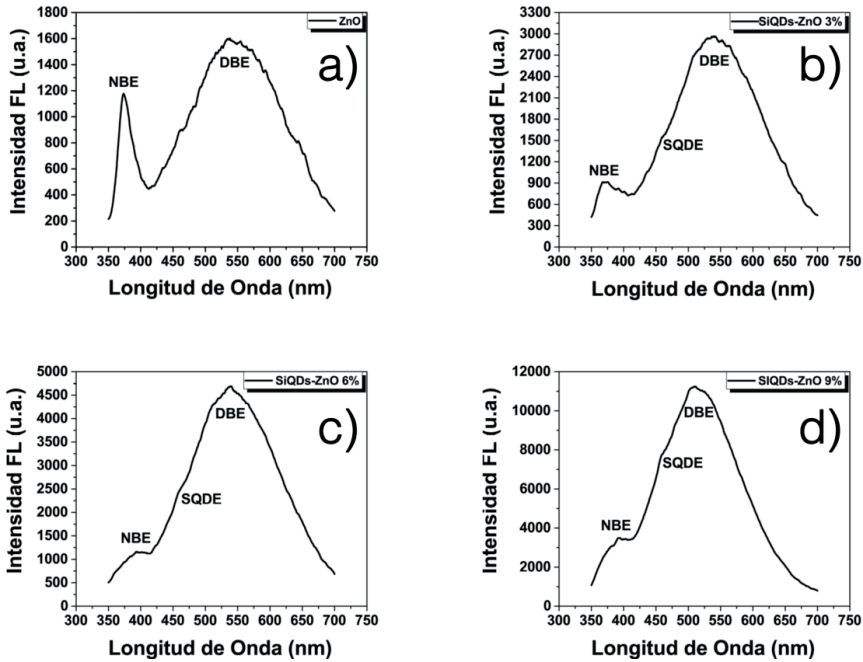 ZnO
a)
NBE
DBE
Intensidad FL (u.a.)
1800
1600
1400
1200
1000
800
600
400
200
0
300 350 400 450 500 550 600 650 700 750
Longitud de Onda (nm)
SiQDs-ZnO 3%
b)
DBE
SQDE
NBE
Intensidad FL (u.a.)
3300
3000
2700
2400
2100
1800
1500
1200
900
600
300
0
300 350 400 450 500 550 600 650 700 750
Longitud de Onda (nm)
SiQDs-ZnO 6%
c)
DBE
SQDE
NBE
Intensidad FL (u.a.)
5000
4500
4000
3500
3000
2500
2000
1500
1000
500
0
300 350 400 450 500 550 600 650 700 750
Longitud de Onda (nm)
SIQDs-ZnO 9%
d)
DBE
SQDE
NBE
Intensidad FL (u.a.)
12000
10000
8000
6000
4000
2000
0
300 350 400 450 500 550 600 650 700 750
Longitud de Onda (nm)